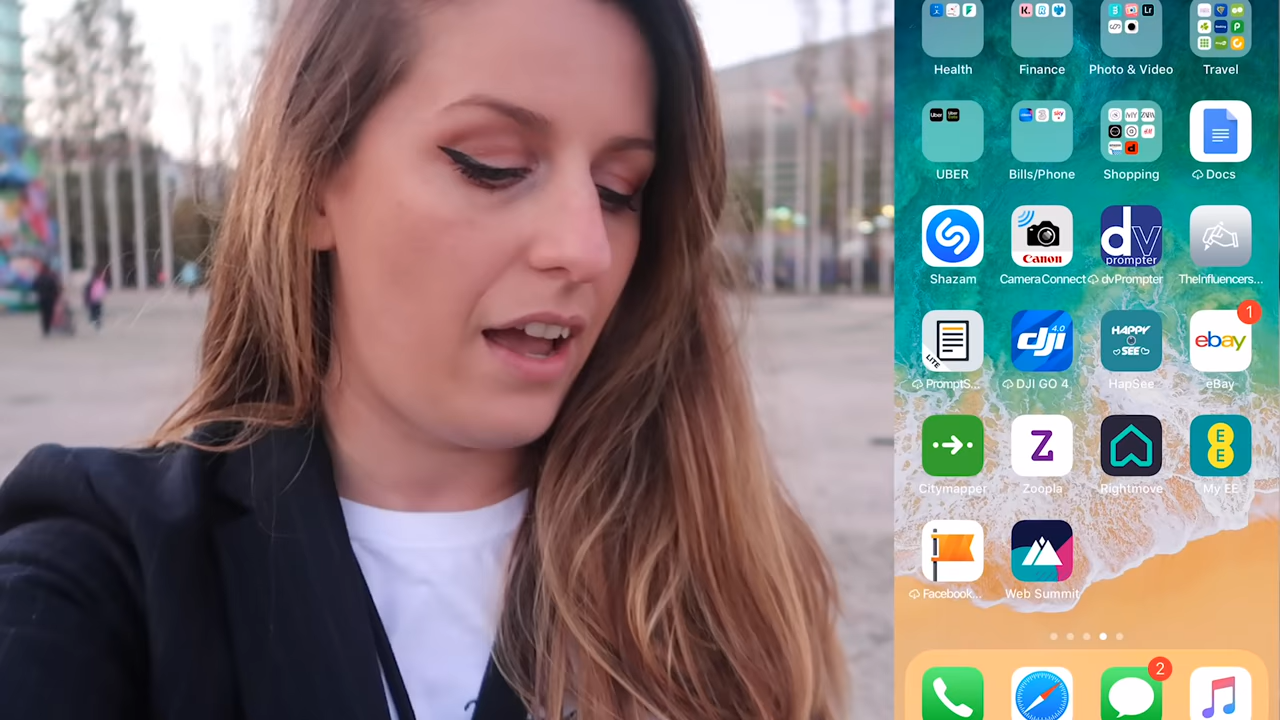 Health Finance Photo & Video Travel
Uber Uber
UBER Bills/Phone Shopping Docs
Canon dv prompter
Shazam CameraConnect dvPrompter TheInfluencers...
LITE dji 4.0 HAPPY SEE ebay 1
PromptS... DJI GO 4 HapSee eBay
Z E E
Citymapper Zoopla Rightmove My EE
Facebook... Web Summit
2